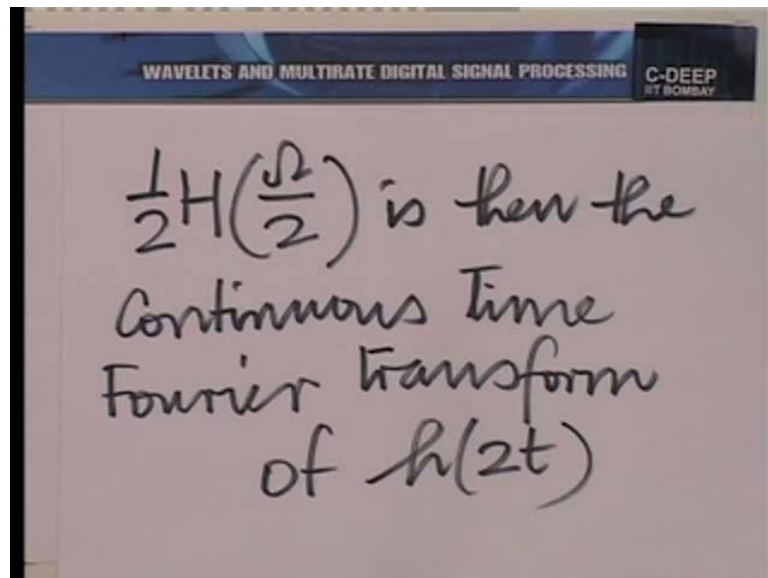 WAVELETS AND MULTIRATE DIGITAL SIGNAL PROCESSING
C-DEEP
IIT BOMBAY
1/2 H(Ω/2) is then the
Continuous Time
Fourier transform
of h(2t)